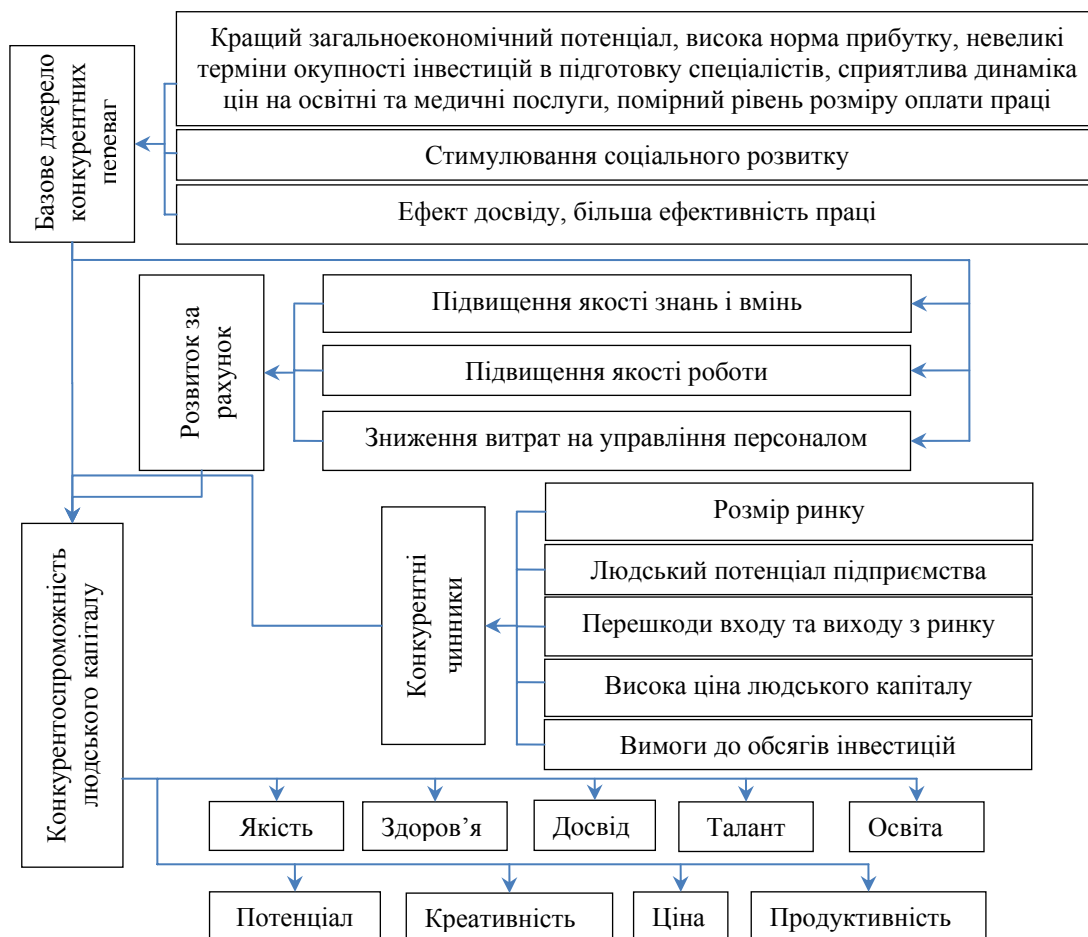 Базове джерело
конкурентних
переваг
Кращий загальноекономічний потенціал, висока норма прибутку, невеликі
терміни окупності інвестицій в підготовку спеціалістів, сприятлива динаміка
цін на освітні та медичні послуги, помірний рівень розміру оплати праці
Стимулювання соціального розвитку
Ефект досвіду, більша ефективність праці
Розвиток за
рахунок
Підвищення якості знань і вмінь
Підвищення якості роботи
Зниження витрат на управління персоналом
Конкурентні
чинники
Розмір ринку
Людський потенціал підприємства
Перешкоди входу та виходу з ринку
Висока ціна людського капіталу
Вимоги до обсягів інвестицій
Конкурентоспроможність
людського капіталу
Якість
Здоров’я
Досвід
Талант
Освіта
Потенціал
Креативність
Ціна
Продуктивність